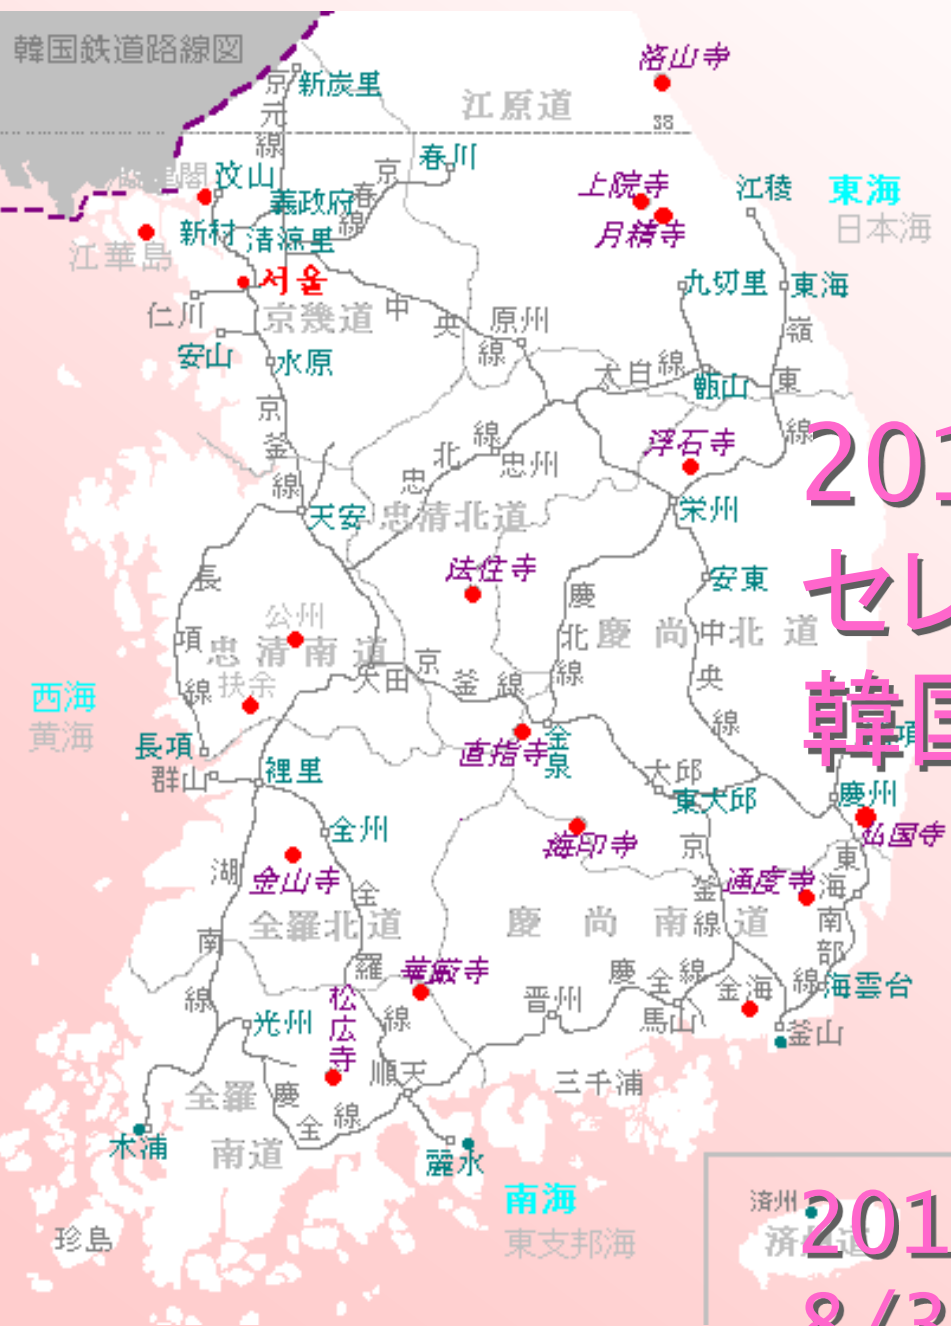 韓国鉄道路線図
洛山寺
新炭里
京元線
江原道
38
春川
京春線
汶山
義政府
上院寺
月精寺
江稜
東海
日本海
新村
清涼里
江華島
서울
九切里
東海
仁川
京幾道
中央線
原州
嶺東線
安山
水原
太白線
甑山
京釜線
忠北線
忠州
浮石寺
201
天安
忠清北道
栄州
セレ
法住寺
安東
長項線
公州
慶北線
慶尚北道
中央線
忠清南道
扶余
大田
京釜線
韓国
西海
黄海
長項
直指寺
金泉
項
群山
裡里
大邱
東大邱
慶州
仏国寺
全州
海印寺
京釜線
東海南部線
湖南線
金山寺
通度寺
全羅北道
全羅線
慶尚南道
華厳寺
松広寺
慶全線
金海
海雲台
晋州
馬山
釜山
光州
順天
三千浦
全羅南道
慶全線
木浦
麗水
南海
東支邦海
珍島
済州
済州道
201
8/3